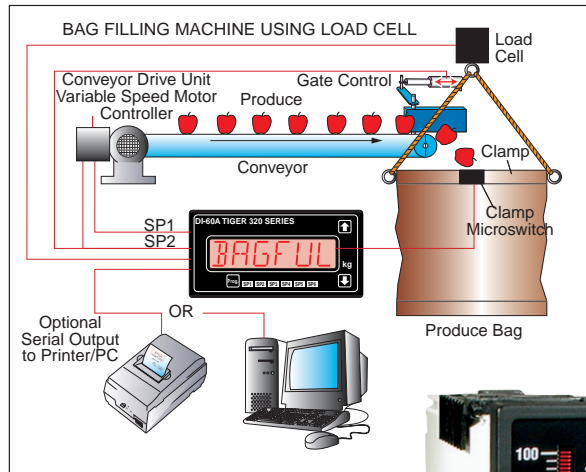 BAG FILLING MACHINE USING LOAD CELL
Load
Cell
Gate Control
Conveyor Drive Unit
Variable Speed Motor
Controller
Produce
Conveyor
Clamp
Clamp
Microswitch
SP1
SP2
DI-60A TIGER 320 SERIES
BAGFUL
kg
Prog.
SP1 SP2 SP3 SP4 SP5 SP6
Produce Bag
OR
Optional
Serial Output
to Printer/PC
100